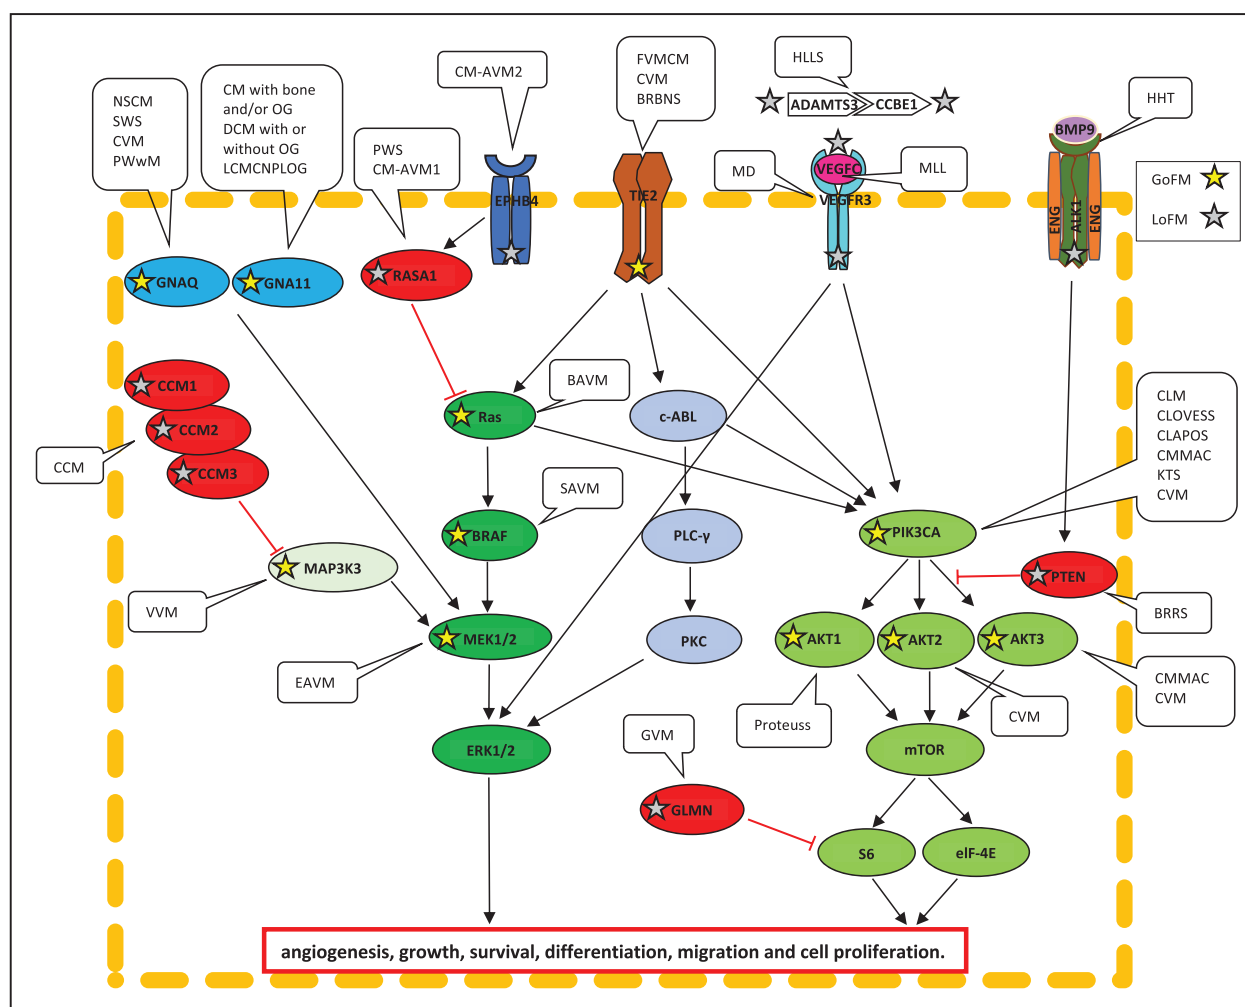 NSCM
SWS
CVM
PWwM
CM with bone
and/or OG
DCM with or
without OG
LCMCNPLOG
CM-AVM2
PWS
CM-AVM1
FVMCM
CVM
BRBNS
HLLS
ADAMTS3
CCBE1
VEGFC
MLL
MD
VEGFR3
BMP9
HHT
ENG
ALK1
ENG
GoFM
LoFM
EPHB4
TIE2
GNAQ
GNA11
RASA1
CCM1
CCM2
CCM3
CCM
Ras
BAVM
c-ABL
CLM
CLOVESS
CLAPOS
CMMAC
KTS
CVM
SAVM
BRAF
PLC-γ
PIK3CA
MAP3K3
VVM
PTEN
BRRS
MEK1/2
EAVM
PKC
AKT1
AKT2
AKT3
CMMAC
CVM
Proteuss
CVM
ERK1/2
GVM
mTOR
GLMN
S6
eIF-4E
angiogenesis, growth, survival, differentiation, migration and cell proliferation.